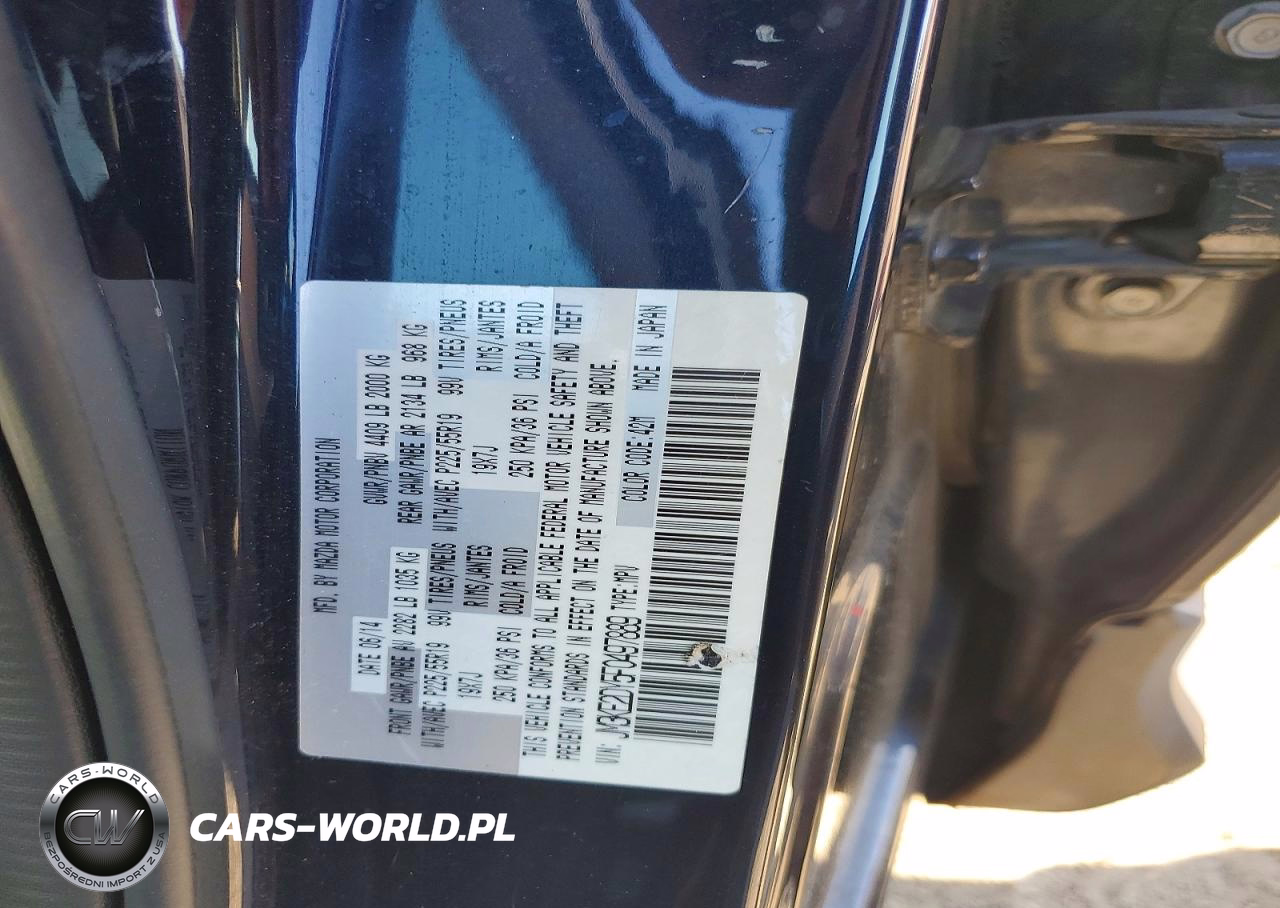 MFD. BY MAZDA MOTOR CORPORATION
DATE 06/14 GVWR/PNBV 4409 LB 2000 KG
FRONT GAWR/PNBE AV 2282 LB 1035 KG REAR GAWR/PNBE AR 2134 LB 968 KG
WITH/AVEC P225/55R19 99V TIRES/PNEUS WITH/AVEC P225/55R19 99V TIRES/PNEUS
19X7J RIMS/JANTES 19X7J RIMS/JANTES
250 KPA/36 PSI COLD/A FROID 250 KPA/36 PSI COLD/A FROID
THIS VEHICLE CONFORMS TO ALL APPLICABLE FEDERAL MOTOR VEHICLE SAFETY AND THEFT
PREVENTION STANDARDS IN EFFECT ON THE DATE OF MANUFACTURE SHOWN ABOVE.
VIN: JM3KE2DY5F0497889 TYPE:MPV COLOR CODE:42M MADE IN JAPAN
CARS-WORLD
CW
BEZPOŚREDNI IMPORT Z USA
CARS-WORLD.PL